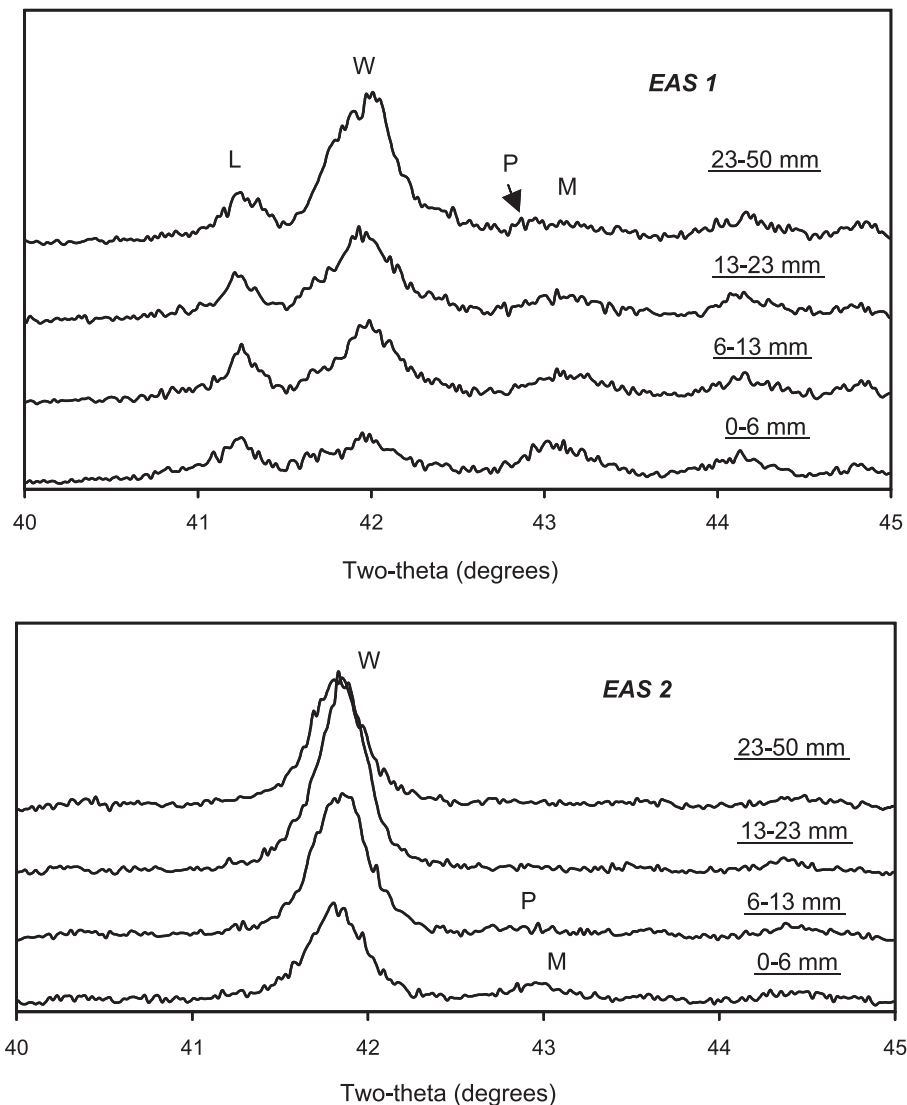 W
EAS 1
L
P
M
23-50 mm
13-23 mm
6-13 mm
0-6 mm
40 41 42 43 44 45
Two-theta (degrees)
W
EAS 2
23-50 mm
13-23 mm
P
6-13 mm
M
0-6 mm
40 41 42 43 44 45
Two-theta (degrees)